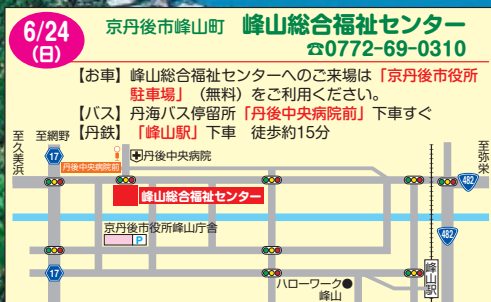 6/24
(日)
京丹後市峰山町 峰山総合福祉センター
☎0772-69-0310
【お車】峰山総合福祉センターへのご来場は「京丹後市役所
駐車場」(無料)をご利用ください。
【バス】丹海バス停留所「丹後中央病院前」下車すぐ
【丹鉄】「峰山駅」下車 徒歩約15分
至久美浜
至網野
17
丹後中央病院前
丹後中央病院
至弥栄
482
峰山総合福祉センター
京丹後市役所峰山庁舎
P
482
17
ハローワーク
峰山
峰山駅